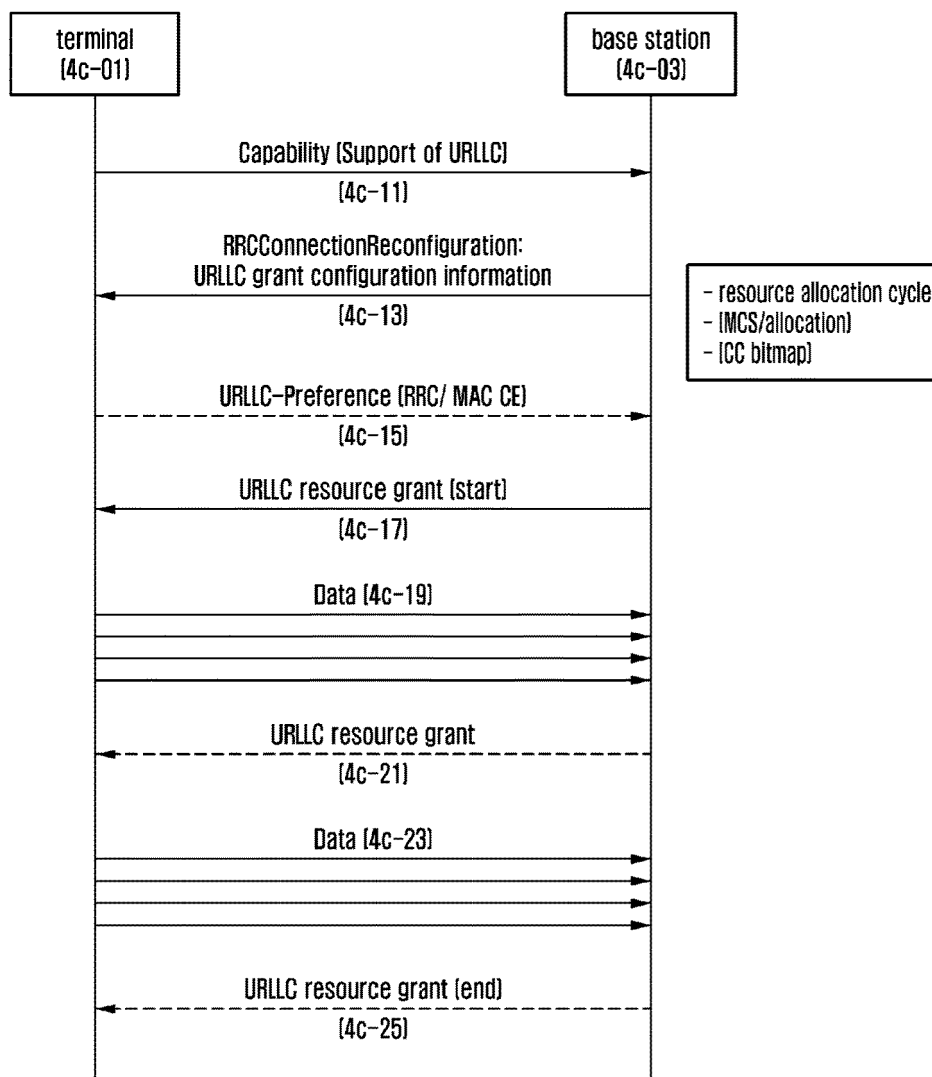 terminal
(4c-01)
base station
(4c-03)
Capability (Support of URLLC)
(4c-11)
RRCConnectionReconfiguration:
URLLC grant configuration information
(4c-13)
- resource allocation cycle
- (MCS/allocation)
- (CC bitmap)
URLLC-Preference (RRC/ MAC CE)
(4c-15)
URLLC resource grant (start)
(4c-17)
Data (4c-19)
URLLC resource grant
(4c-21)
Data (4c-23)
URLLC resource grant (end)
(4c-25)